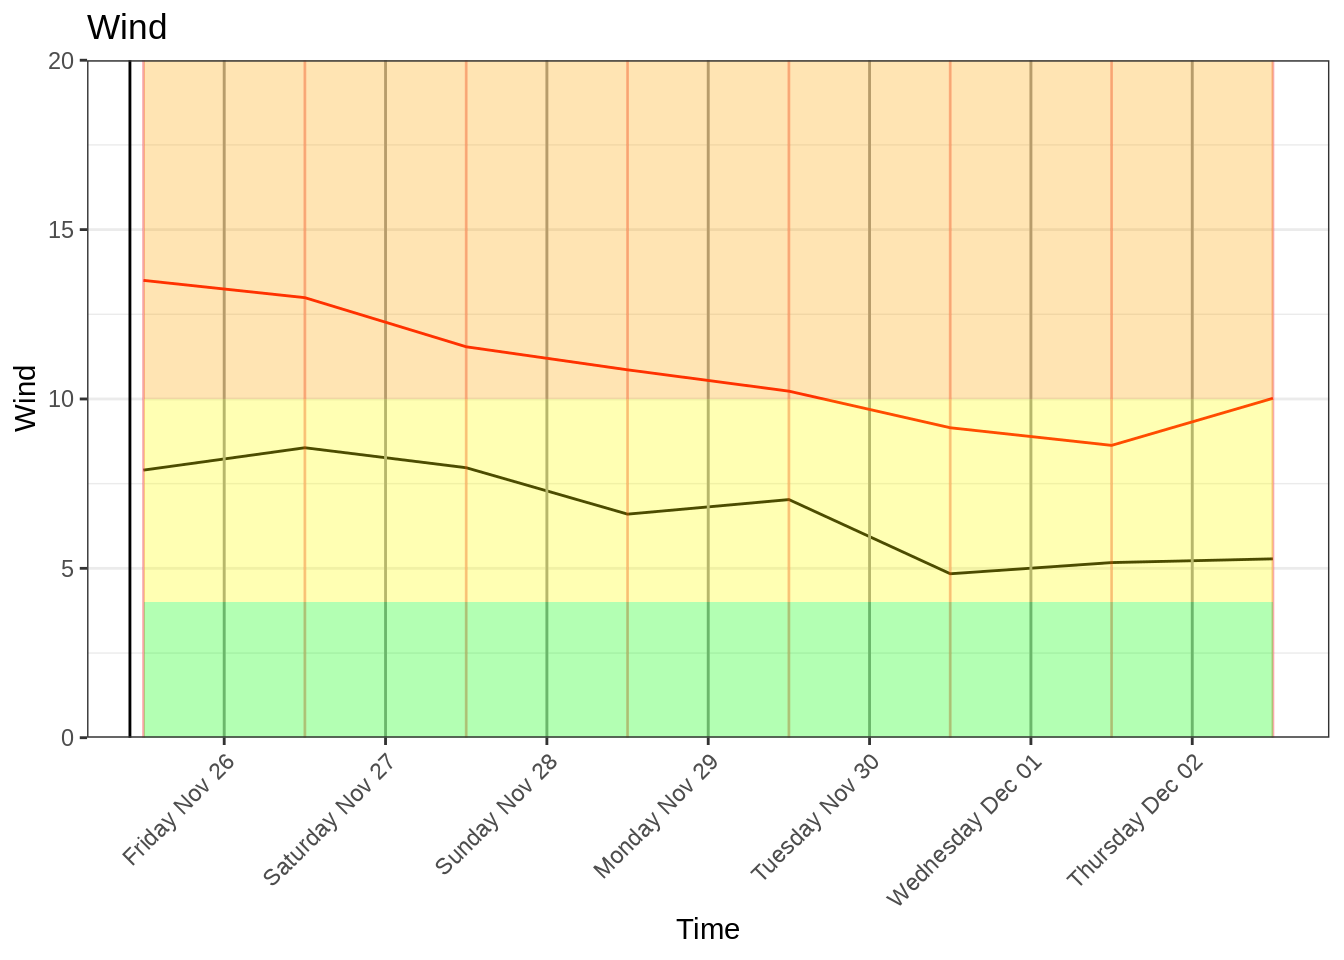 Wind
20
15
10
5
0
Wind
Friday Nov 26
Saturday Nov 27
Sunday Nov 28
Monday Nov 29
Tuesday Nov 30
Wednesday Dec 01
Thursday Dec 02
Time